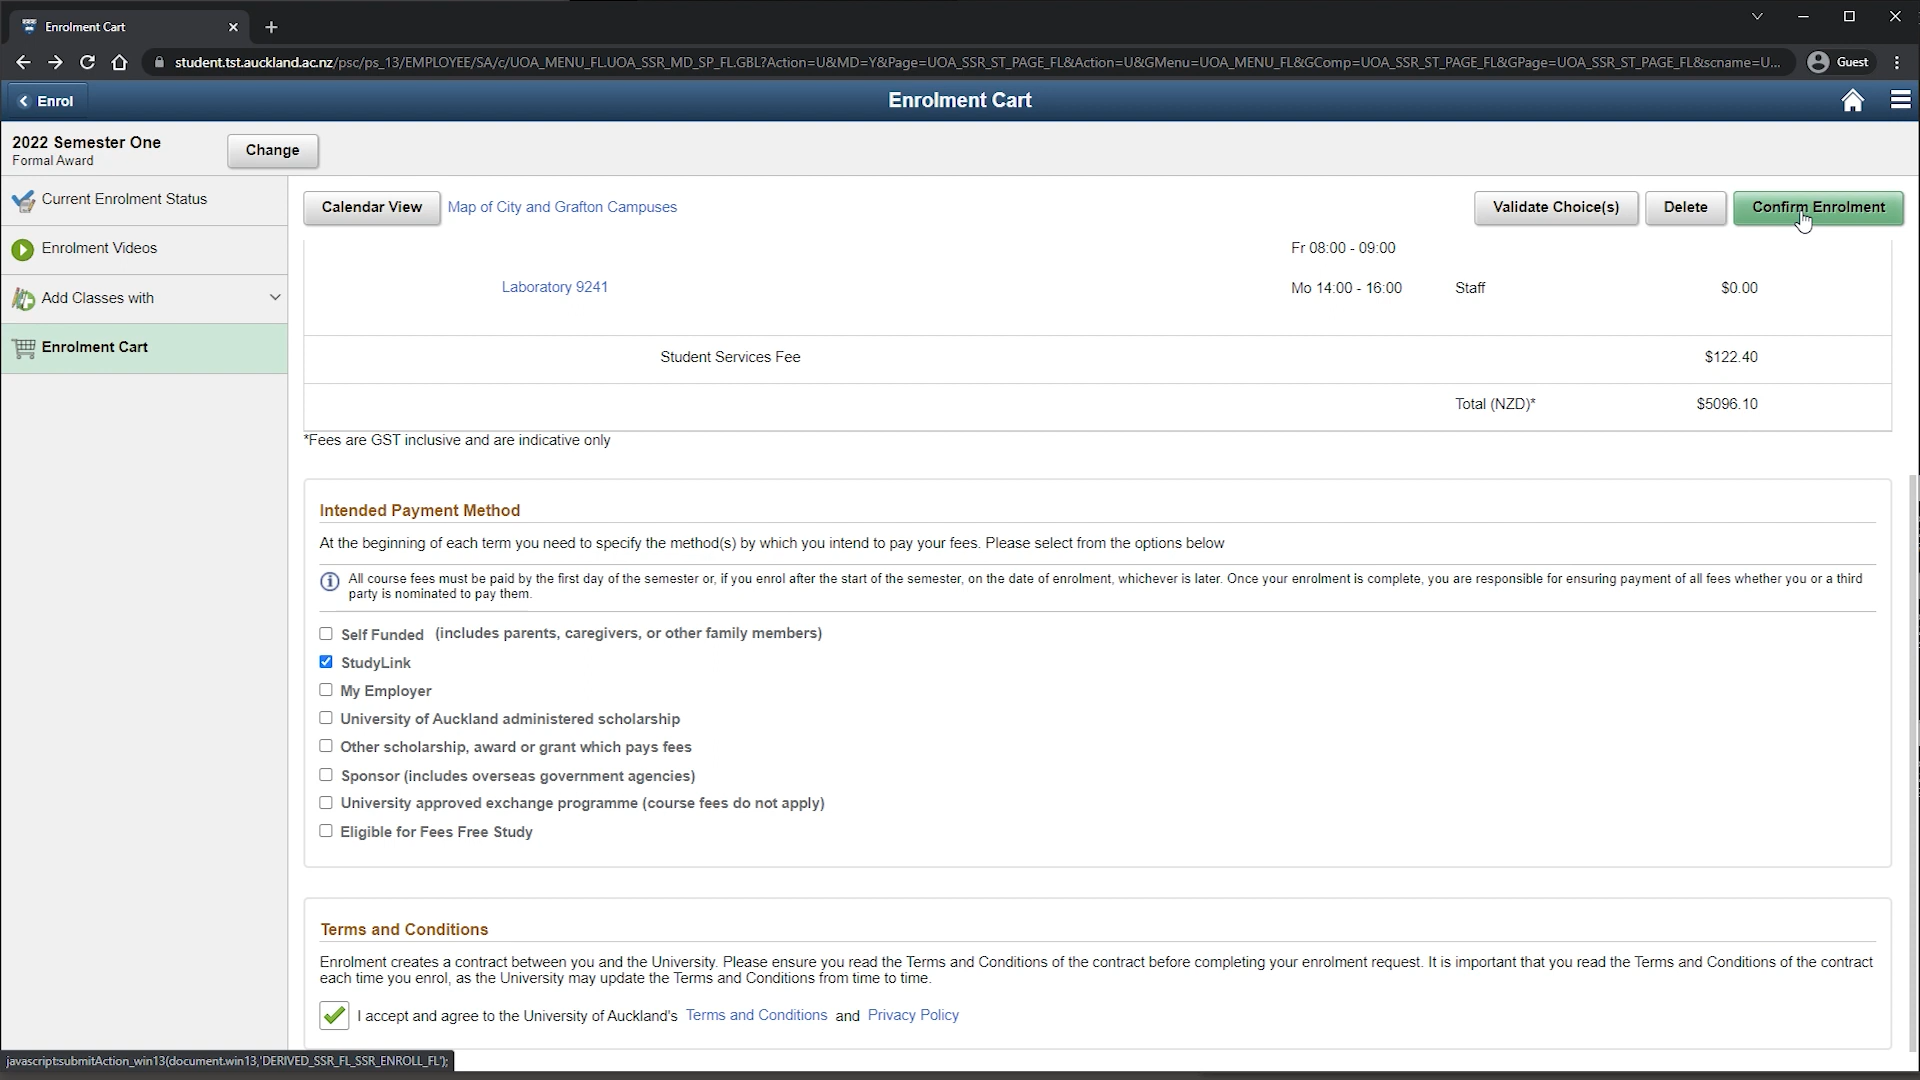 Enrolment Cart
student.tst.auckland.ac.nz/psc/ps_13/EMPLOYEE/SA/c/UOA_MENU_FL.UOA_SSR_MD_SP_FL.GBL?Action=U&MD=Y&Page=UOA_SSR_ST_PAGE_FL&Action=U&GMenu=UOA_MENU_FL&GComp=UOA_SSR_ST_PAGE_FL&GPage=UOA_SSR_ST_PAGE_FL&scname=U... Guest
Enrol Enrolment Cart
2022 Semester One
Formal Award
Change
Current Enrolment Status
Enrolment Videos
Add Classes with
Enrolment Cart
Calendar View Map of City and Grafton Campuses Validate Choice(s) Delete Confirm Enrolment
Fr 08:00 - 09:00
Laboratory 9241 Mo 14:00 - 16:00 Staff $0.00
Student Services Fee $122.40
Total (NZD)* $5096.10
*Fees are GST inclusive and are indicative only
Intended Payment Method
At the beginning of each term you need to specify the method(s) by which you intend to pay your fees. Please select from the options below
All course fees must be paid by the first day of the semester or, if you enrol after the start of the semester, on the date of enrolment, whichever is later. Once your enrolment is complete, you are responsible for ensuring payment of all fees whether you or a third
party is nominated to pay them.
Self Funded (includes parents, caregivers, or other family members)
StudyLink
My Employer
University of Auckland administered scholarship
Other scholarship, award or grant which pays fees
Sponsor (includes overseas government agencies)
University approved exchange programme (course fees do not apply)
Eligible for Fees Free Study
Terms and Conditions
Enrolment creates a contract between you and the University. Please ensure you read the Terms and Conditions of the contract before completing your enrolment request. It is important that you read the Terms and Conditions of the contract
each time you enrol, as the University may update the Terms and Conditions from time to time.
I accept and agree to the University of Auckland's Terms and Conditions and Privacy Policy
javascript:submitAction_win13(document.win13,'DERIVED_SSR_FL_SSR_ENROLL_FL');